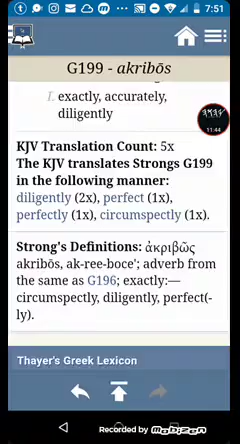 7:51
G199 - akribōs
L exactly, accurately,
diligently
11:44
KJV Translation Count: 5x
The KJV translates Strongs G199
in the following manner:
diligently (2x), perfect (1x),
perfectly (1x), circumspectly (1x).
Strong's Definitions: ἀκριβῶς
akribōs, ak-ree-boce'; adverb from
the same as G196; exactly:—
circumspectly, diligently, perfect(-
ly).
Thayer's Greek Lexicon
Recorded by Mobizen